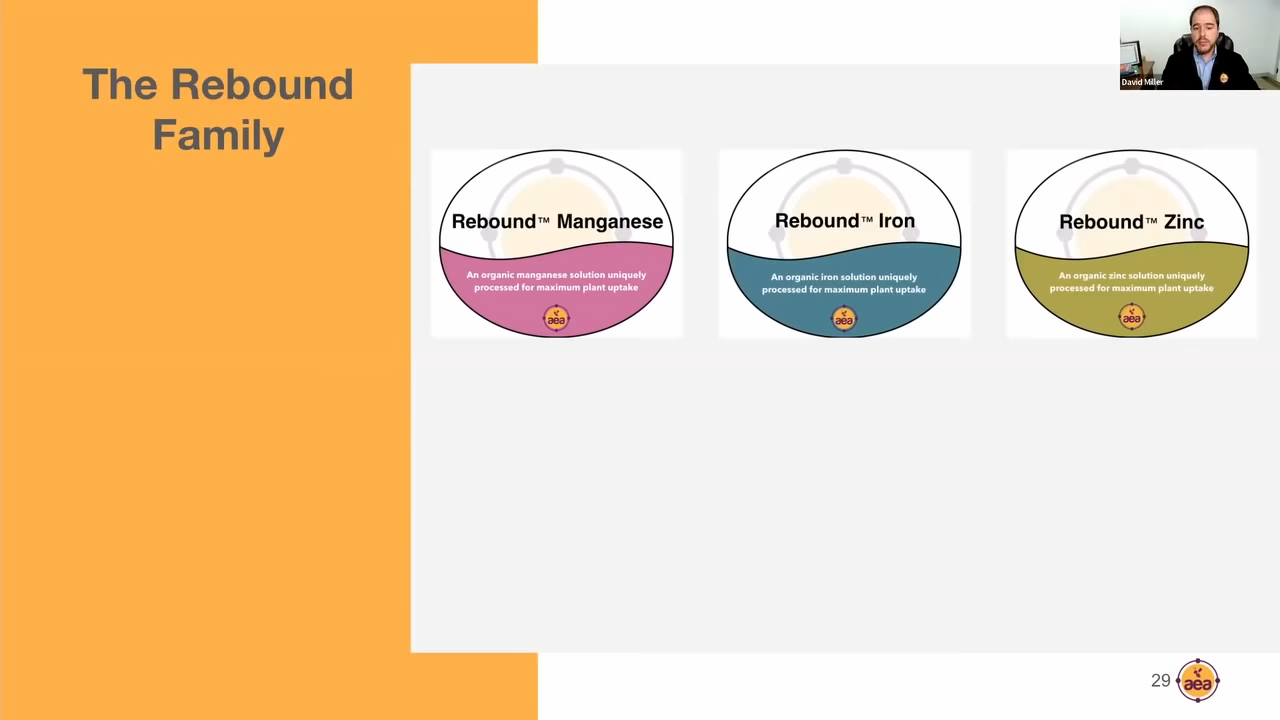 The Rebound
Family
David Miller
Rebound™ Manganese
An organic manganese solution uniquely
processed for maximum plant uptake
aea
Rebound™ Iron
An organic iron solution uniquely
processed for maximum plant uptake
aea
Rebound™ Zinc
An organic zinc solution uniquely
processed for maximum plant uptake
aea
29
aea